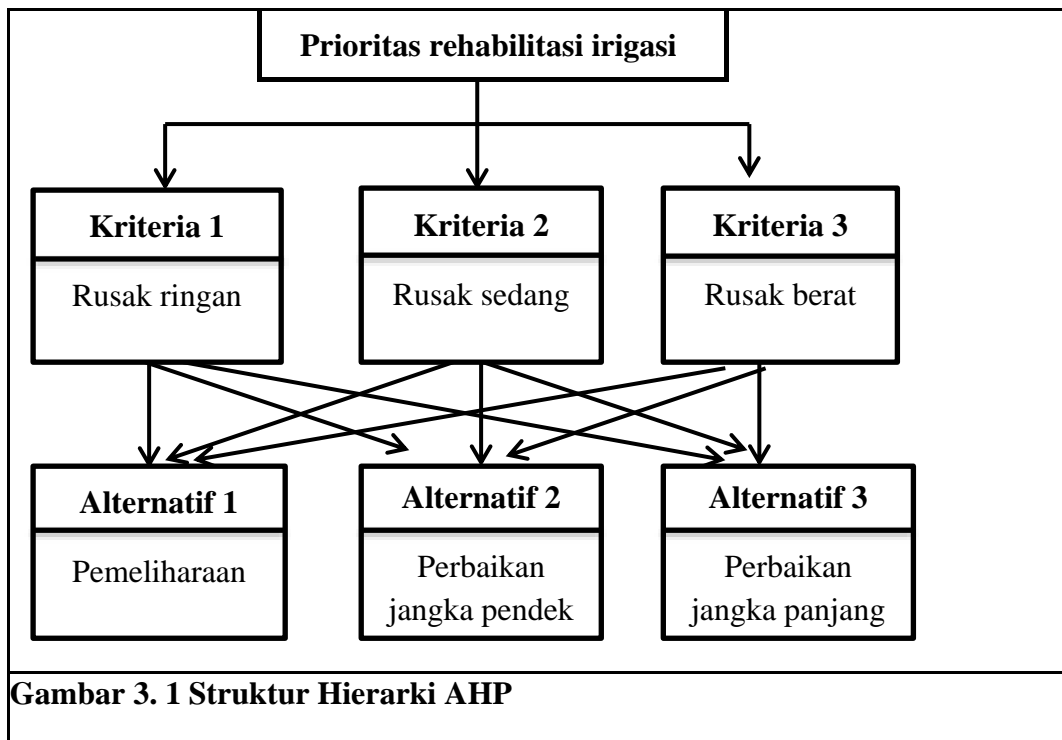 Prioritas rehabilitasi irigasi
Kriteria 1
Rusak ringan
Kriteria 2
Rusak sedang
Kriteria 3
Rusak berat
Alternatif 1
Pemeliharaan
Alternatif 2
Perbaikan
jangka pendek
Alternatif 3
Perbaikan
jangka panjang
Gambar 3. 1 Struktur Hierarki AHP